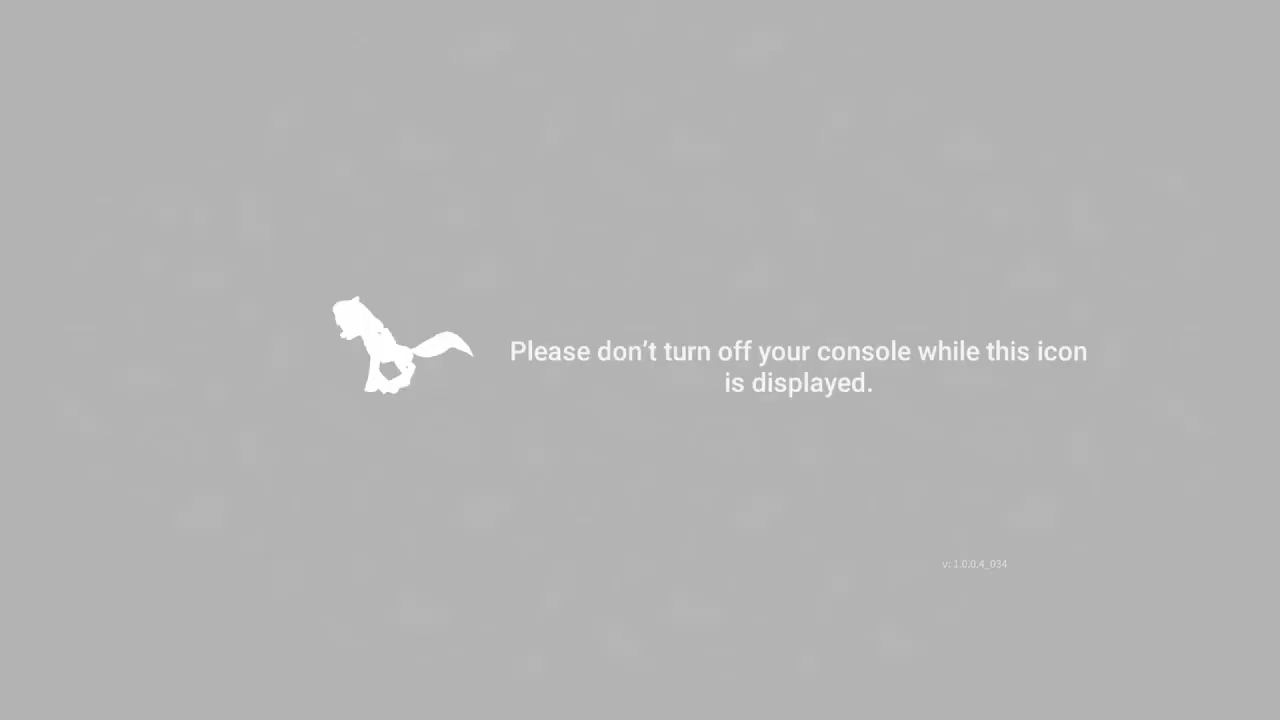 Please don’t turn off your console while this icon
is displayed.
v: 1.0.0.4_034